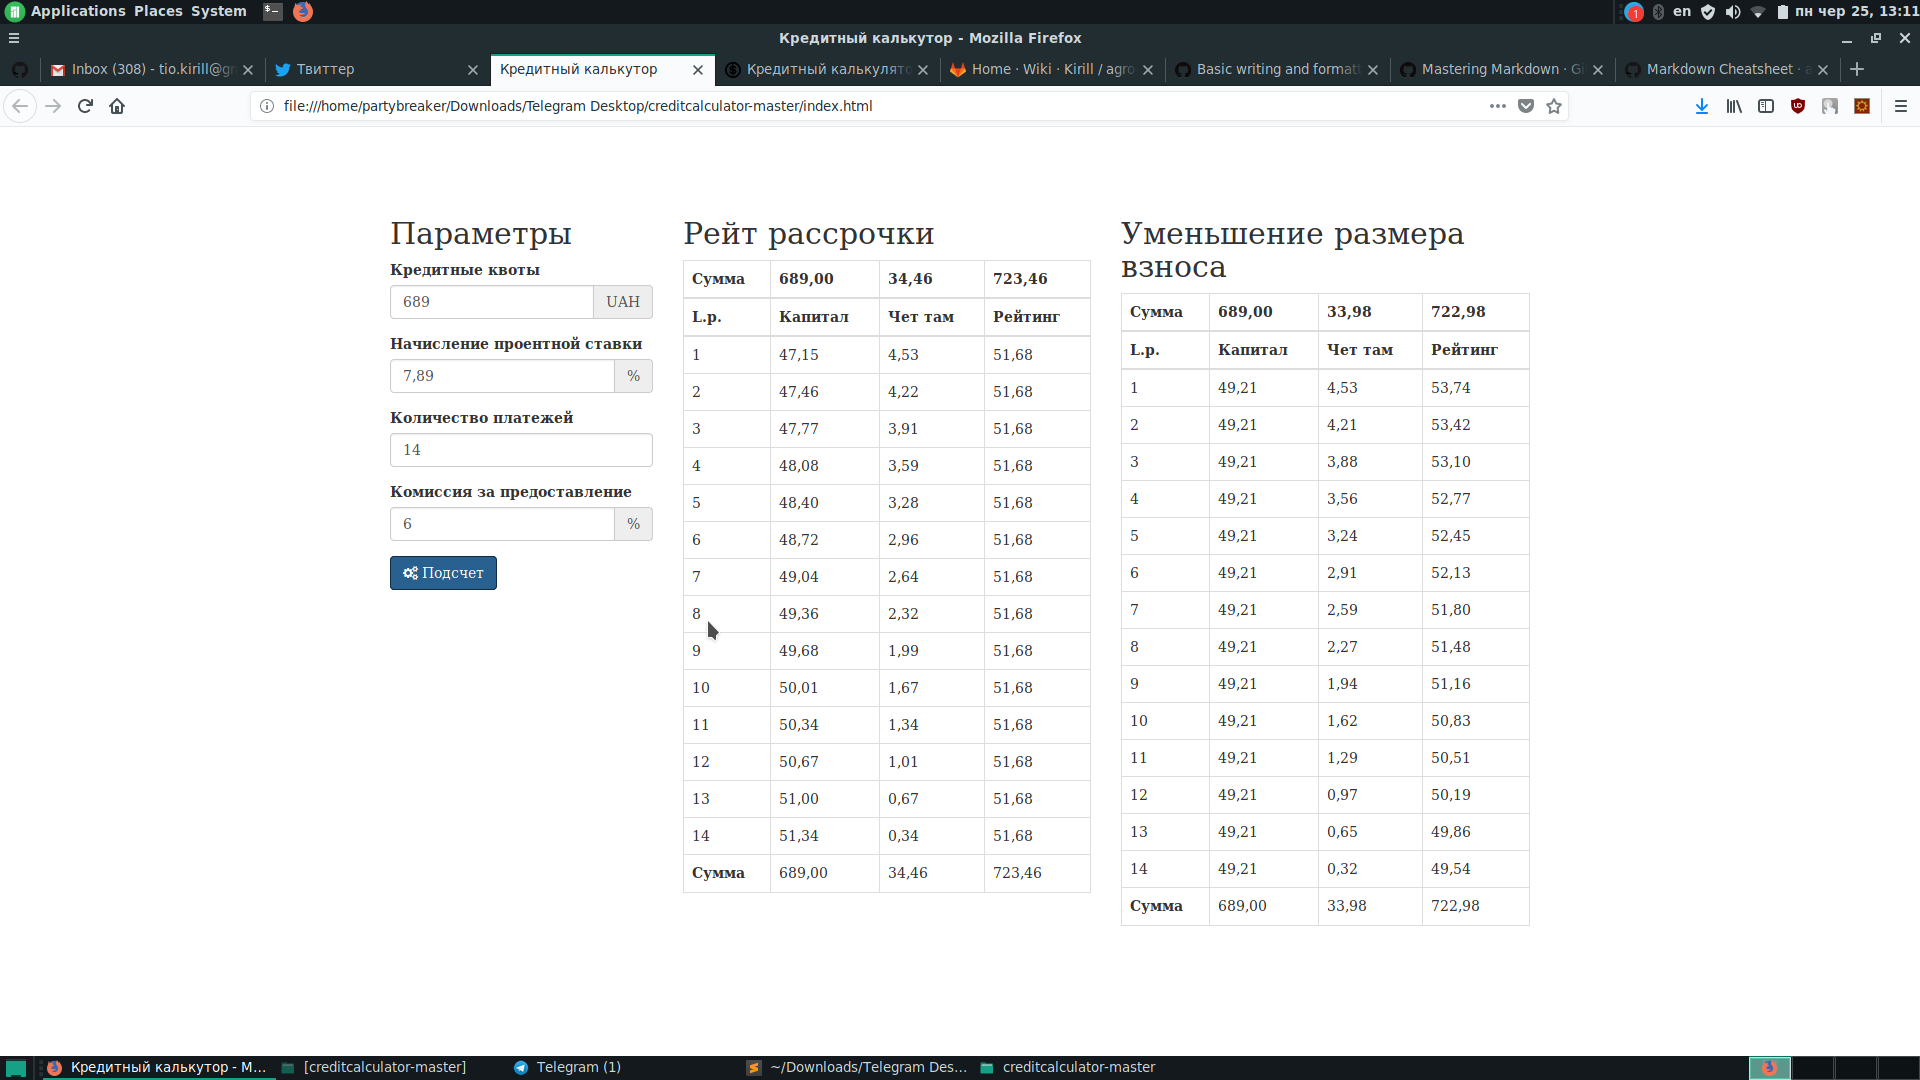 Applications Places System
1
en
пн чер 25, 13:11
Кредитный калькутор - Mozilla Firefox
Inbox (308) - tio.kirill@g
Твиттер
Кредитный калькутор
Кредитный калькулято
Home · Wiki · Kirill / agro
Basic writing and formatt
Mastering Markdown · Gi
Markdown Cheatsheet · a
file:///home/partybreaker/Downloads/Telegram Desktop/creditcalculator-master/index.html
Параметры
Кредитные квоты
689 UAH
Начисление проентной ставки
7,89 %
Количество платежей
14
Комиссия за предоставление
6 %
Подсчет
Рейт рассрочки
Сумма 689,00 34,46 723,46
L.p. Капитал Чет там Рейтинг
1 47,15 4,53 51,68
2 47,46 4,22 51,68
3 47,77 3,91 51,68
4 48,08 3,59 51,68
5 48,40 3,28 51,68
6 48,72 2,96 51,68
7 49,04 2,64 51,68
8 49,36 2,32 51,68
9 49,68 1,99 51,68
10 50,01 1,67 51,68
11 50,34 1,34 51,68
12 50,67 1,01 51,68
13 51,00 0,67 51,68
14 51,34 0,34 51,68
Сумма 689,00 34,46 723,46
Уменьшение размера
взноса
Сумма 689,00 33,98 722,98
L.p. Капитал Чет там Рейтинг
1 49,21 4,53 53,74
2 49,21 4,21 53,42
3 49,21 3,88 53,10
4 49,21 3,56 52,77
5 49,21 3,24 52,45
6 49,21 2,91 52,13
7 49,21 2,59 51,80
8 49,21 2,27 51,48
9 49,21 1,94 51,16
10 49,21 1,62 50,83
11 49,21 1,29 50,51
12 49,21 0,97 50,19
13 49,21 0,65 49,86
14 49,21 0,32 49,54
Сумма 689,00 33,98 722,98
Кредитный калькутор - M...
[creditcalculator-master]
Telegram (1)
~/Downloads/Telegram Des...
creditcalculator-master